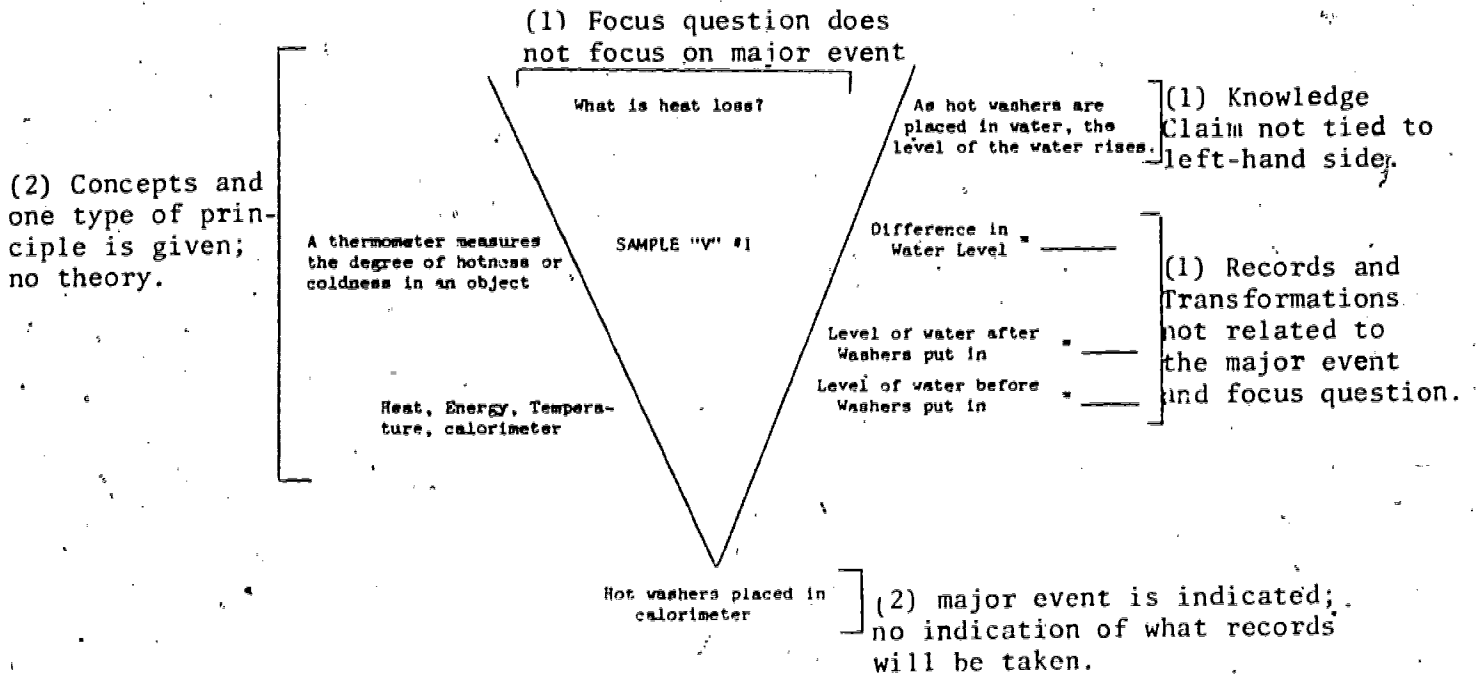 (1) Focus question does
not focus on major event
What is heat loss?
As hot washers are
placed in water, the
level of the water rises.
(1) Knowledge
Claim not tied to
left-hand side.
(2) Concepts and
one type of prin-
ciple is given;
no theory.
A thermometer measures
the degree of hotness or
coldness in an object
SAMPLE "V" #1
Difference in
Water Level = ____
(1) Records and
Transformations
not related to
the major event
and focus question.
Level of water after
Washers put in = ____
Level of water before
Washers put in = ____
Heat, Energy, Tempera-
ture, calorimeter
Hot washers placed in
calorimeter
(2) major event is indicated;
no indication of what records
will be taken.